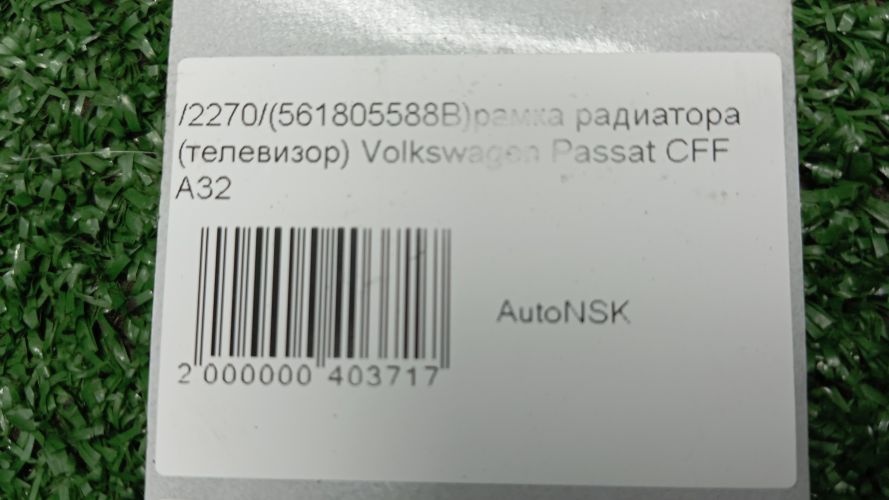 /2270/(561805588B)рамка радиатора
(телевизор) Volkswagen Passat CFF
A32
AutoNSK
2 000000 403717